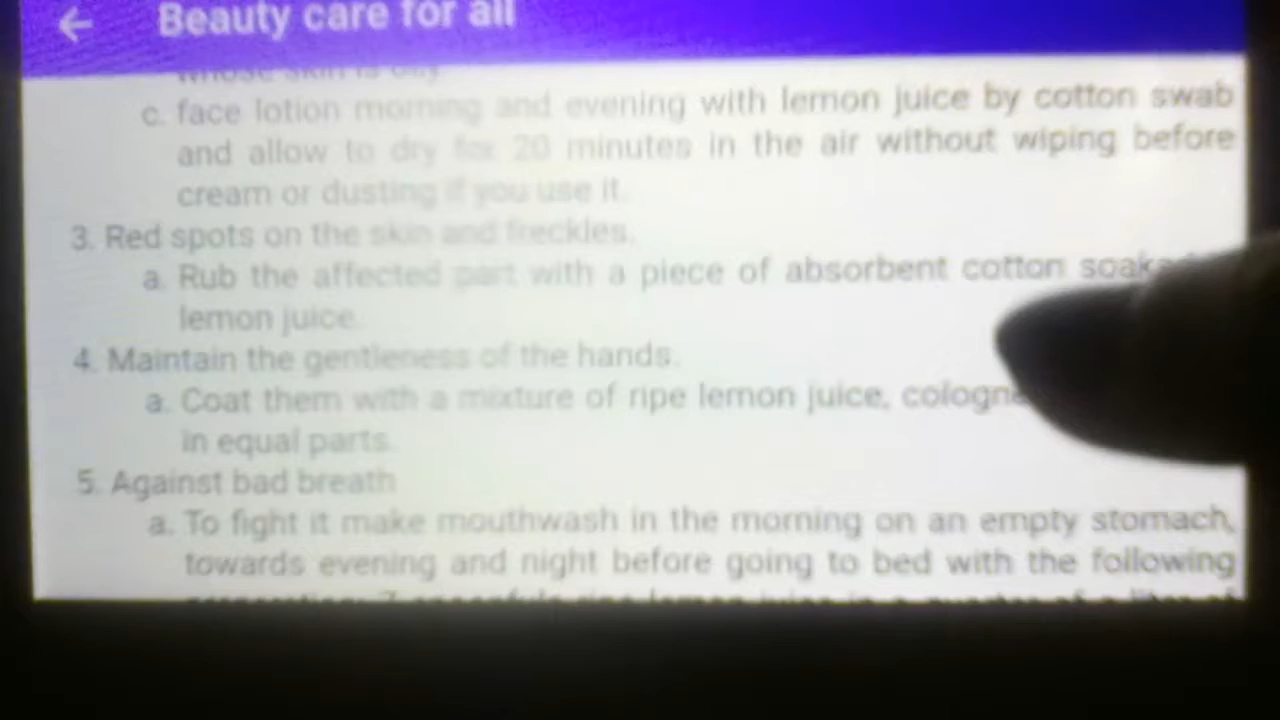 Beauty care for all
whose skin is oily
c. face lotion morning and evening with lemon juice by cotton swab
and allow to dry for 20 minutes in the air without wiping before
cream or dusting if you use it.
3. Red spots on the skin and freckles.
a. Rub the affected part with a piece of absorbent cotton
lemon juice.
4. Maintain the gentleness of the hands.
a. Coat them with a mixture of ripe lemon juice, cologne
in equal parts.
5. Against bad breath
a. To fight it make mouthwash in the morning on an empty stomach,
towards evening and night before going to bed with the following